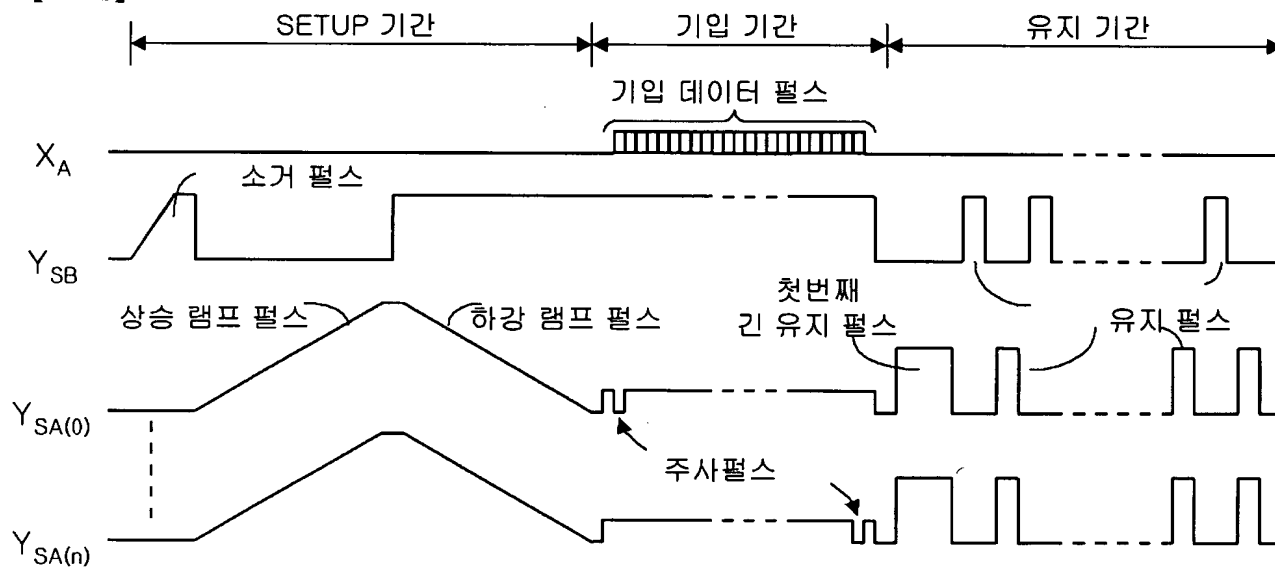 SETUP 기간 기입 기간 유지 기간
기입 데이터 펄스
X_A
소거 펄스
Y_SB
상승 램프 펄스 하강 램프 펄스
첫번째
긴 유지 펄스
유지 펄스
Y_SA(0)
주사펄스
Y_SA(n)